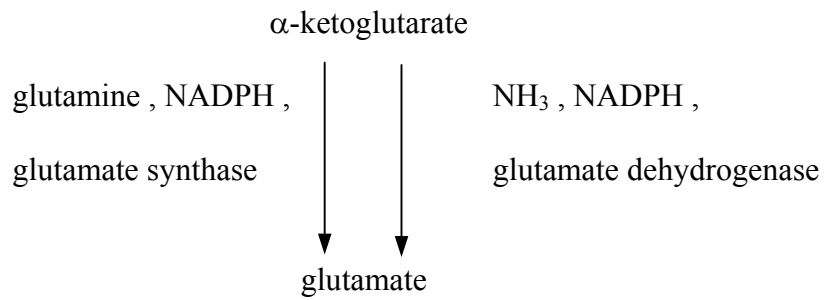 α-ketoglutarate
glutamine , NADPH , NH₃ , NADPH ,
glutamate synthase glutamate dehydrogenase
glutamate